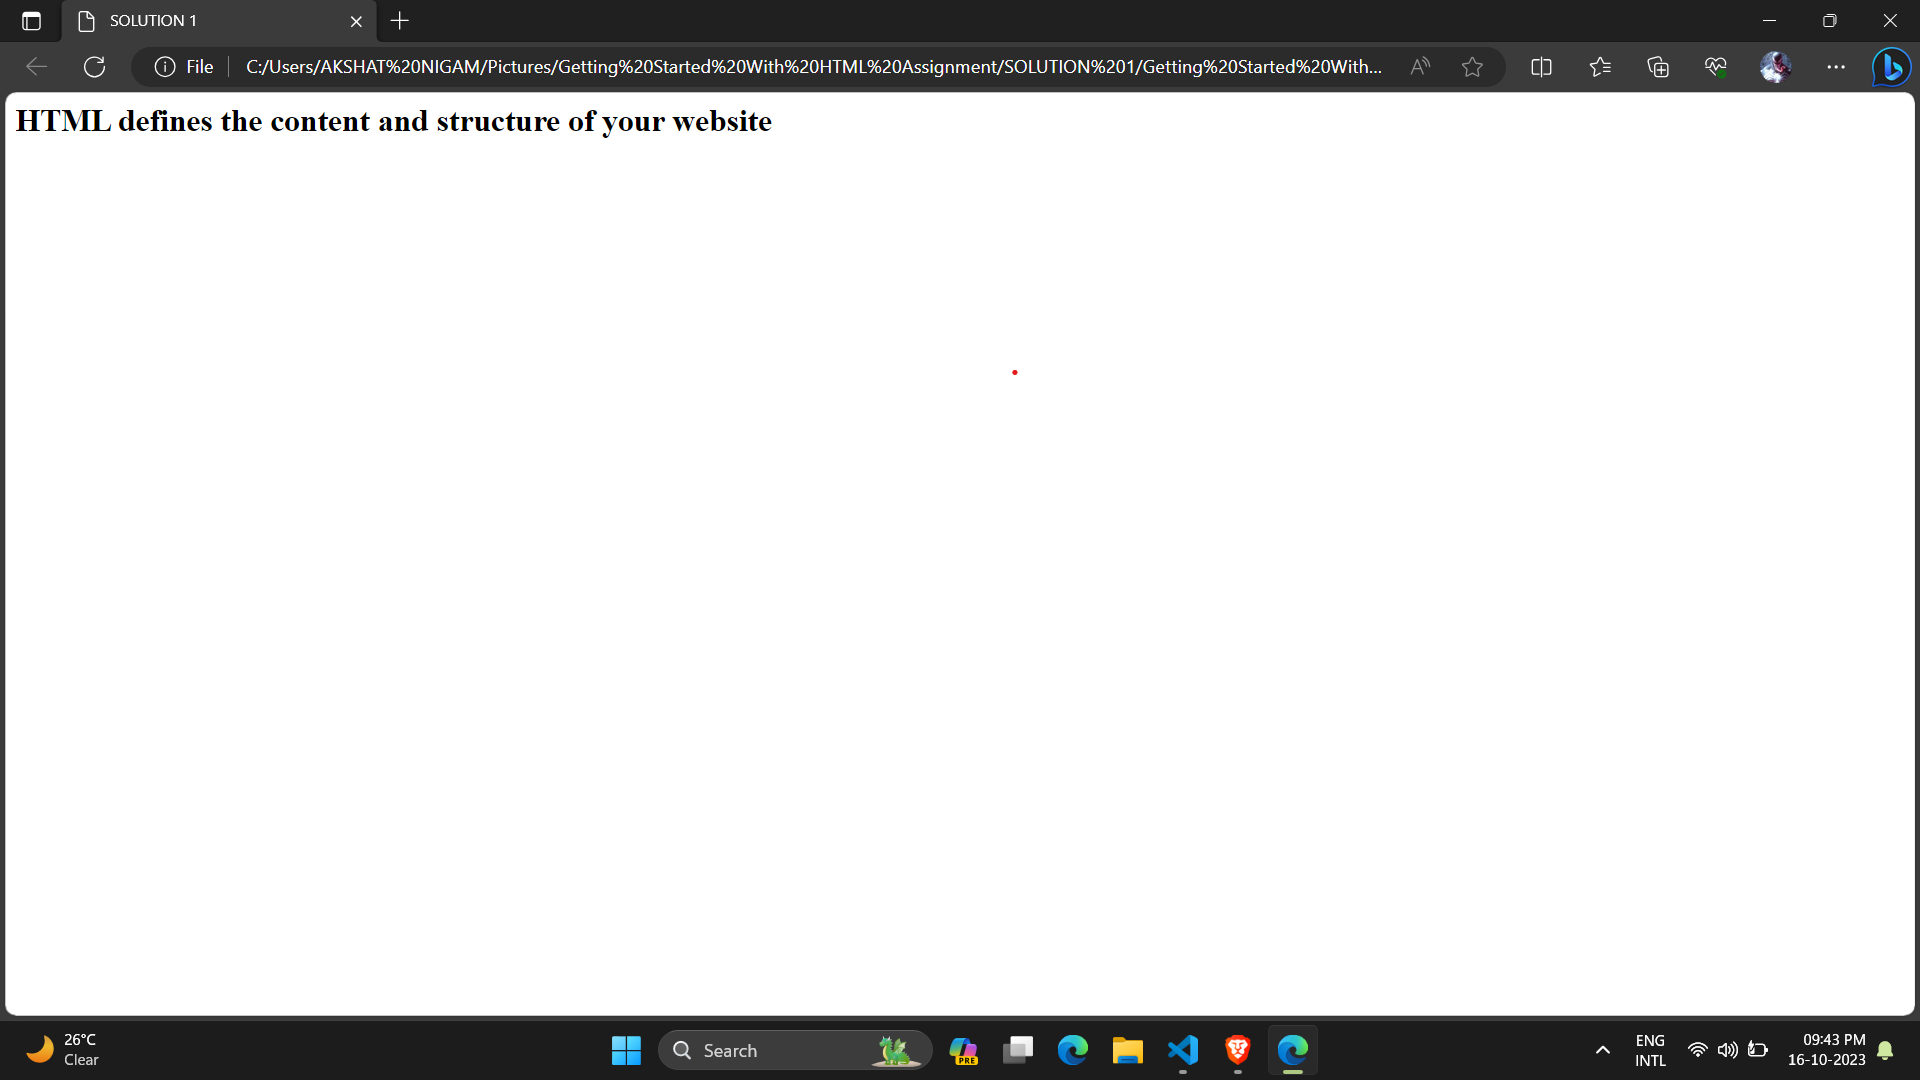 SOLUTION 1
File
C:/Users/AKSHAT%20NIGAM/Pictures/Getting%20Started%20With%20HTML%20Assignment/SOLUTION%201/Getting%20Started%20With...
HTML defines the content and structure of your website
26°C
Clear
Search
PRE
ENG
INTL
09:43 PM
16-10-2023